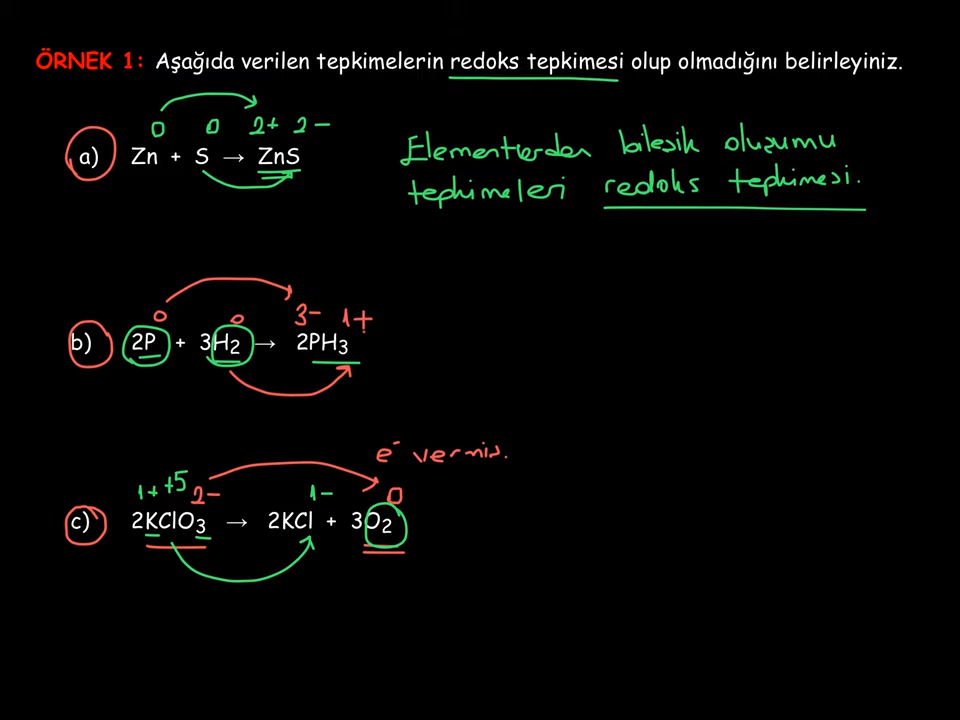 ÖRNEK 1: Aşağıda verilen tepkimelerin redoks tepkimesi olup olmadığını belirleyiniz.
0 0 2+ 2-
a) Zn + S → ZnS
Elementlerden bileşik oluşumu
tepkimeleri redoks tepkimesi.
0 0 3- 1+
b) 2P + 3H2 → 2PH3
e- vermiş.
1+ +5 2- 1- 0
c) 2KClO3 → 2KCl + 3O2